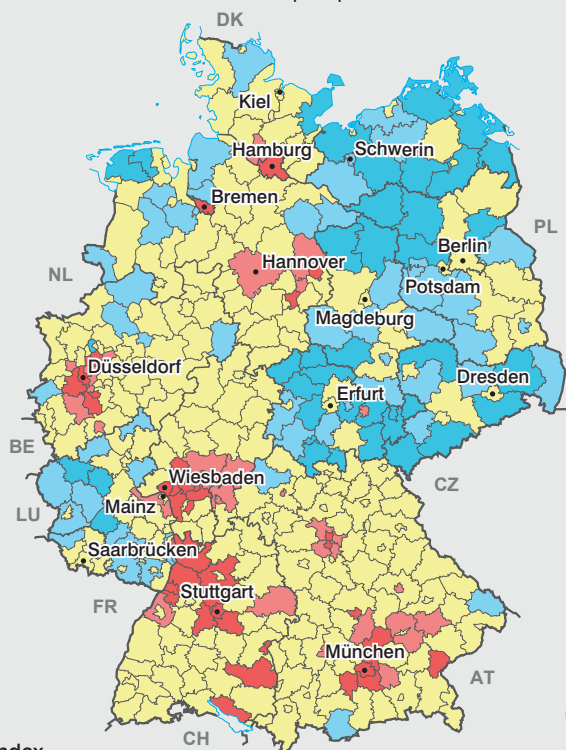 DK
Kiel
Hamburg
Schwerin
Bremen
PL
Berlin
Hannover
NL
Potsdam
Magdeburg
Düsseldorf
Dresden
Erfurt
BE
Wiesbaden
CZ
Mainz
LU
Saarbrücken
Stuttgart
FR
München
AT
CH